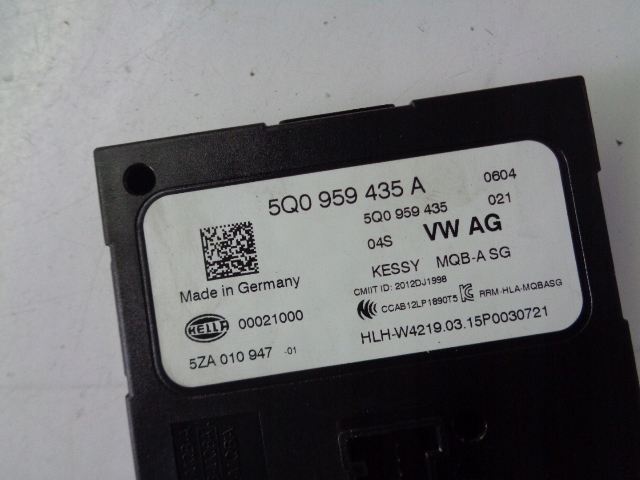 5Q0 959 435 A 0604
5Q0 959 435 021
04S VW AG
KESSY MQB-A SG
Made in Germany
CMIIT ID: 2012DJ1998
CCAB12LP1890T5 RRM-HLA-MQBASG
HELLA 00021000
HLH-W4219.03.15P0030721
5ZA 010 947 -01